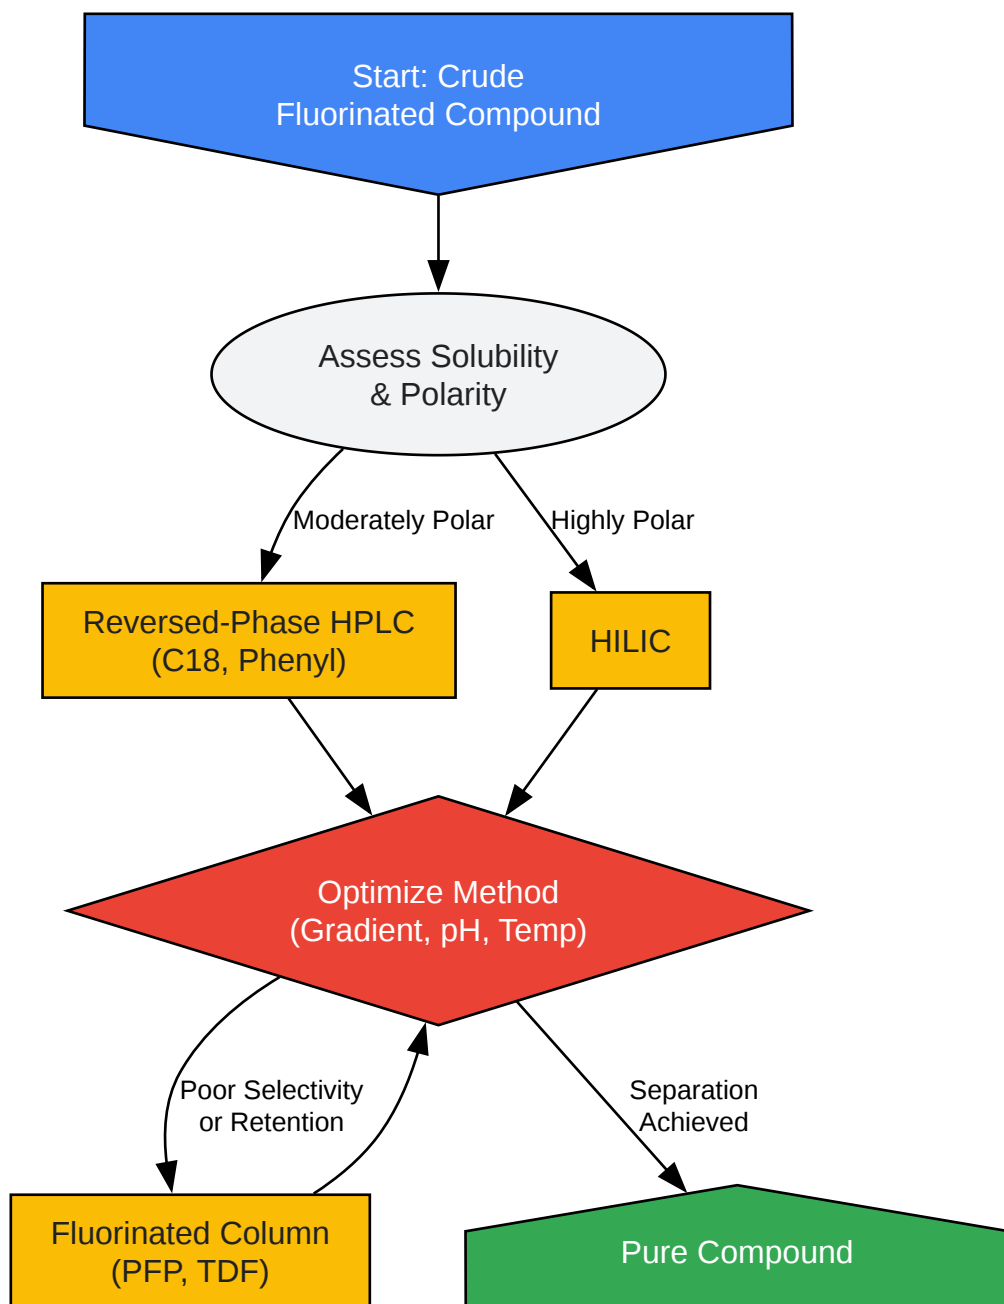 Start: Crude
Fluorinated Compound
Assess Solubility
& Polarity
Moderately Polar
Highly Polar
Reversed-Phase HPLC
(C18, Phenyl)
HILIC
Optimize Method
(Gradient, pH, Temp)
Poor Selectivity
or Retention
Separation
Achieved
Fluorinated Column
(PFP, TDF)
Pure Compound